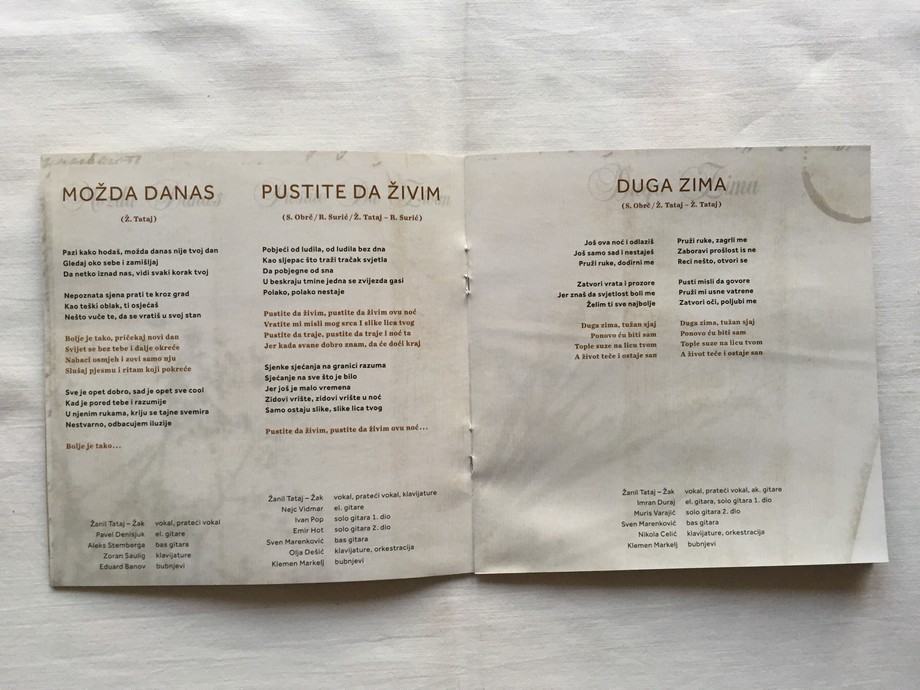 MOŽDA DANAS
(Ž. Tataj)
Pazi kako hodaš, možda danas nije tvoj dan
Gledaj oko sebe i zamišljaj
Da netko iznad nas, vidi svaki korak tvoj
Nepoznata sjena prati te kroz grad
Kao teški oblak, ti osjećaš
Nešto vuče te, da se vratiš u svoj stan
Bolje je tako, pričekaj novi dan
Svijet se bez tebe i dalje okreće
Nabaci osmjeh i zovi samo nju
Slušaj pjesmu i ritam koji pokreće
Sve je opet dobro, sad je opet sve cool
Kad je pored tebe i razumije
U njenim rukama, kriju se tajne svemira
Nestvarno, odbacujem iluzije
Bolje je tako...
Žanil Tataj – Žak vokal, prateći vokal
Pavel Denisjuk el. gitare
Aleks Stemberga bas gitara
Zoran Saulig klavijature
Eduard Banov bubnjevi
PUSTITE DA ŽIVIM
(S. Obrč / R. Surić / Ž. Tataj – R. Surić)
Pobjeći od ludila, od ludila bez dna
Kao sljepac što traži tračak svjetla
Da pobjegne od sna
U beskraju tmine jedna se zvijezda gasi
Polako, polako nestaje
Pustite da živim, pustite da živim ovu noć
Vratite mi misli mog srca I slike lica tvog
Pustite da traje, pustite da traje I noć ta
Jer kada svane dobro znam, da će doći kraj
Sjenke sjećanja na granici razuma
Sjećanje na sve što je bilo
Jer još je malo vremena
Zidovi vrište, zidovi vrište u noć
Samo ostaju slike, slike lica tvog
Pustite da živim, pustite da živim ovu noć...
Žanil Tataj – Žak vokal, prateći vokal, klavijature
Nejc Vidmar el. gitare
Ivan Pop solo gitara 1. dio
Emir Hot solo gitara 2. dio
Sven Marenković bas gitara
Olja Dešić klavijature, orkestracija
Klemen Markelj bubnjevi
DUGA ZIMA
(S. Obrč / Ž. Tataj – Ž. Tataj)
Još ova noć i odlaziš
Još samo sad i nestaješ
Pruži ruke, dodirni me
Zatvori vrata i prozore
Jer znaš da svjetlost boli me
Želim ti sve najbolje
Duga zima, tužan sjaj
Ponovo ću biti sam
Tople suze na licu tvom
A život teče i ostaje san
Pruži ruke, zagrli me
Zaboravi prošlost is ne
Reci nešto, otvori se
Pusti misli da govore
Pruži mi usne vatrene
Zatvori oči, poljubi me
Duga zima, tužan sjaj
Ponovo ću biti sam
Tople suze na licu tvom
A život teče i ostaje san
Žanil Tataj – Žak vokal, prateći vokal, ak. gitare
Imran Duraj el. gitara, solo gitara 1. dio
Muris Varajić solo gitara 2. dio
Sven Marenković bas gitara
Nikola Celić klavijature, orkestracija
Klemen Markelj bubnjevi